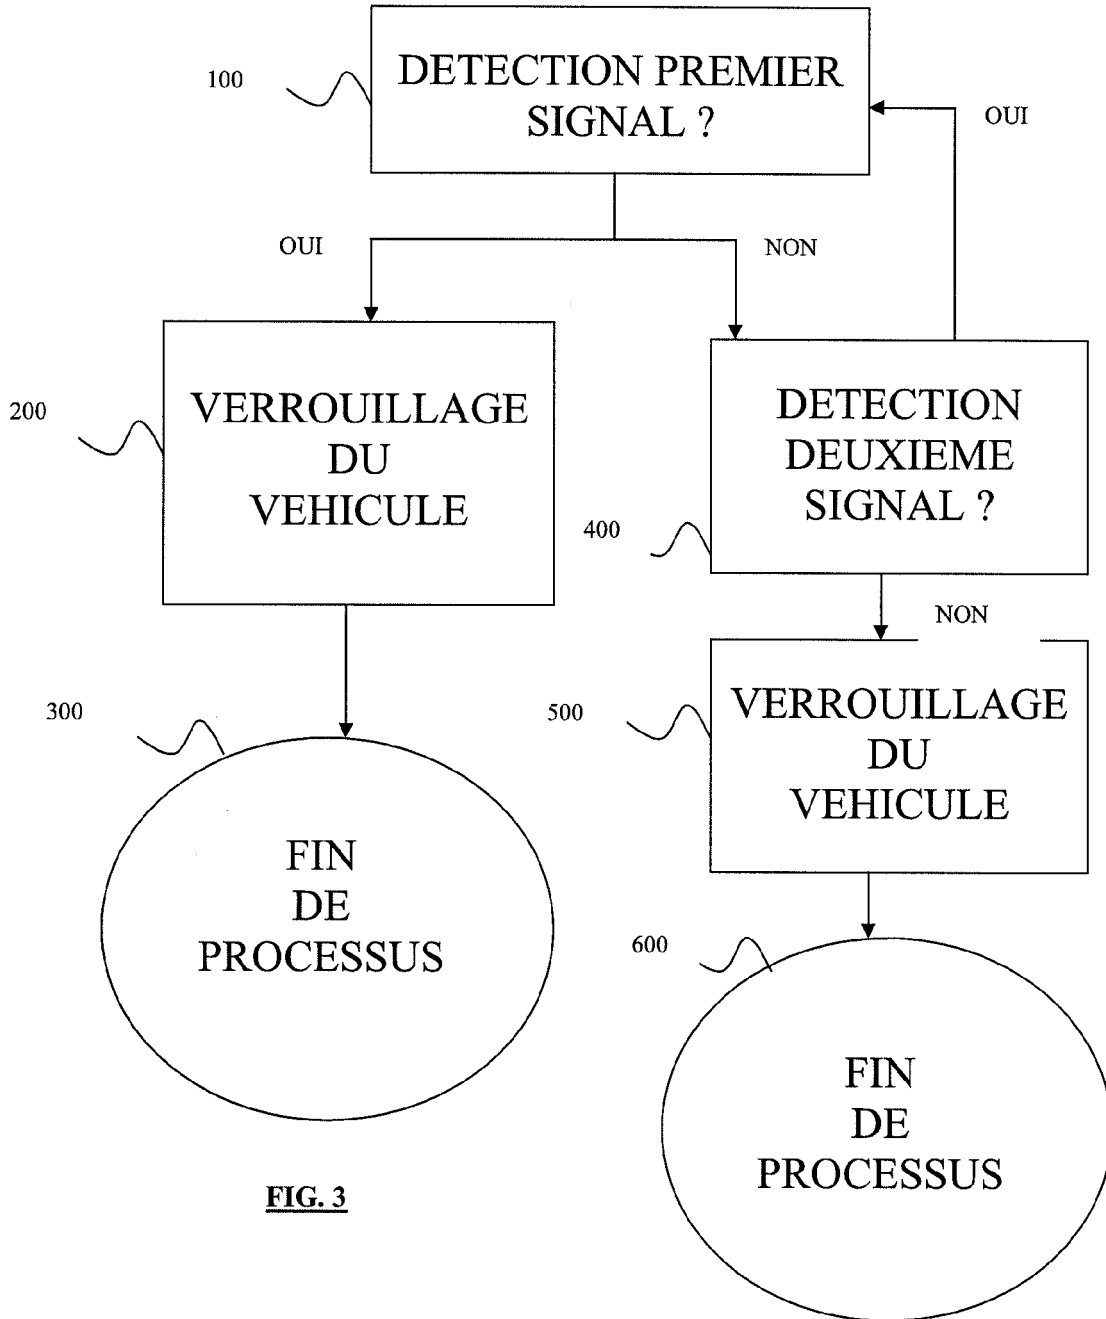 100
DETECTION PREMIER
SIGNAL ?
OUI
OUI
NON
200
VERROUILLAGE
DU
VEHICULE
DETECTION
DEUXIEME
SIGNAL ?
400
NON
300
500
VERROUILLAGE
DU
VEHICULE
FIN
DE
PROCESSUS
600
FIN
DE
PROCESSUS
FIG. 3